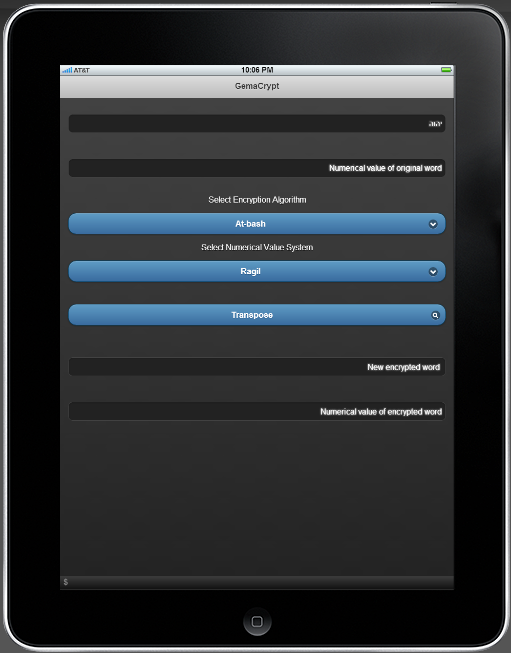 AT&T 10:06 PM
GemaCrypt
Numerical value of original word
Select Encryption Algorithm
At-bash
Select Numerical Value System
Ragil
Transpose
New encrypted word
Numerical value of encrypted word
$